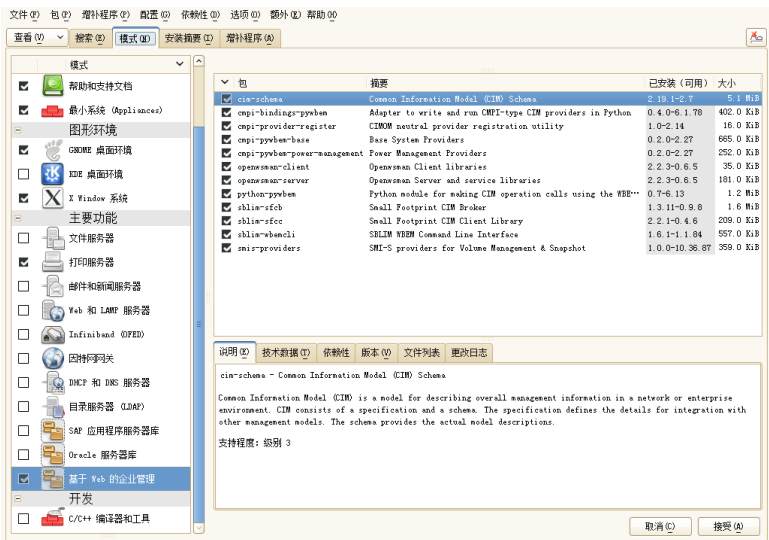 文件(F) 包(P) 增补程序(P) 配置(G) 依赖性(D) 选项(O) 额外(E) 帮助(H)
查看(V) 搜索(E) 模式(M) 安装摘要(I) 增补程序(A)
模式
帮助和支持文档
最小系统 (Appliances)
图形环境
GNOME 桌面环境
KDE 桌面环境
X Window 系统
主要功能
文件服务器
打印服务器
邮件和新闻服务器
Web 和 LAMP 服务器
Infiniband (OFED)
因特网网关
DHCP 和 DNS 服务器
目录服务器 (LDAP)
SAP 应用程序服务器库
Oracle 服务器库
基于 Web 的企业管理
开发
C/C++ 编译器和工具
包 摘要 已安装（可用） 大小
cim-schema Common Information Model (CIM) Schema 2.19.1-2.7 5.1 MiB
cmpi-bindings-pywbem Adapter to write and run CMPI-type CIM providers in Python 0.4.0-6.1.78 402.0 KiB
cmpi-provider-register CIMOM neutral provider registration utility 1.0-2.14 16.0 KiB
cmpi-pywbem-base Base System Providers 0.2.0-2.27 665.0 KiB
cmpi-pywbem-power-management Power Management Providers 0.2.0-2.27 252.0 KiB
openwsman-client Openwsman Client libraries 2.2.3-0.6.5 35.0 KiB
openwsman-server Openwsman Server and service libraries 2.2.3-0.6.5 181.0 KiB
python-pywbem Python module for making CIM operation calls using the WBE… 0.7-6.13 1.2 MiB
sblim-sfcb Small Footprint CIM Broker 1.3.11-0.9.8 1.6 MiB
sblim-sfcc Small Footprint CIM Client Library 2.2.1-0.4.6 209.0 KiB
sblim-wbemcli SBLIM WBEM Command Line Interface 1.6.1-1.1.84 557.0 KiB
smis-providers SMI-S providers for Volume Management & Snapshot 1.0.0-10.36.87 359.0 KiB
说明(E) 技术数据(T) 依赖性 版本(V) 文件列表 更改日志
cim-schema - Common Information Model (CIM) Schema
Common Information Model (CIM) is a model for describing overall management information in a network or enterprise
environment. CIM consists of a specification and a schema. The specification defines the details for integration with
other management models. The schema provides the actual model descriptions.
支持程度：级别 3
取消(C) 接受(A)